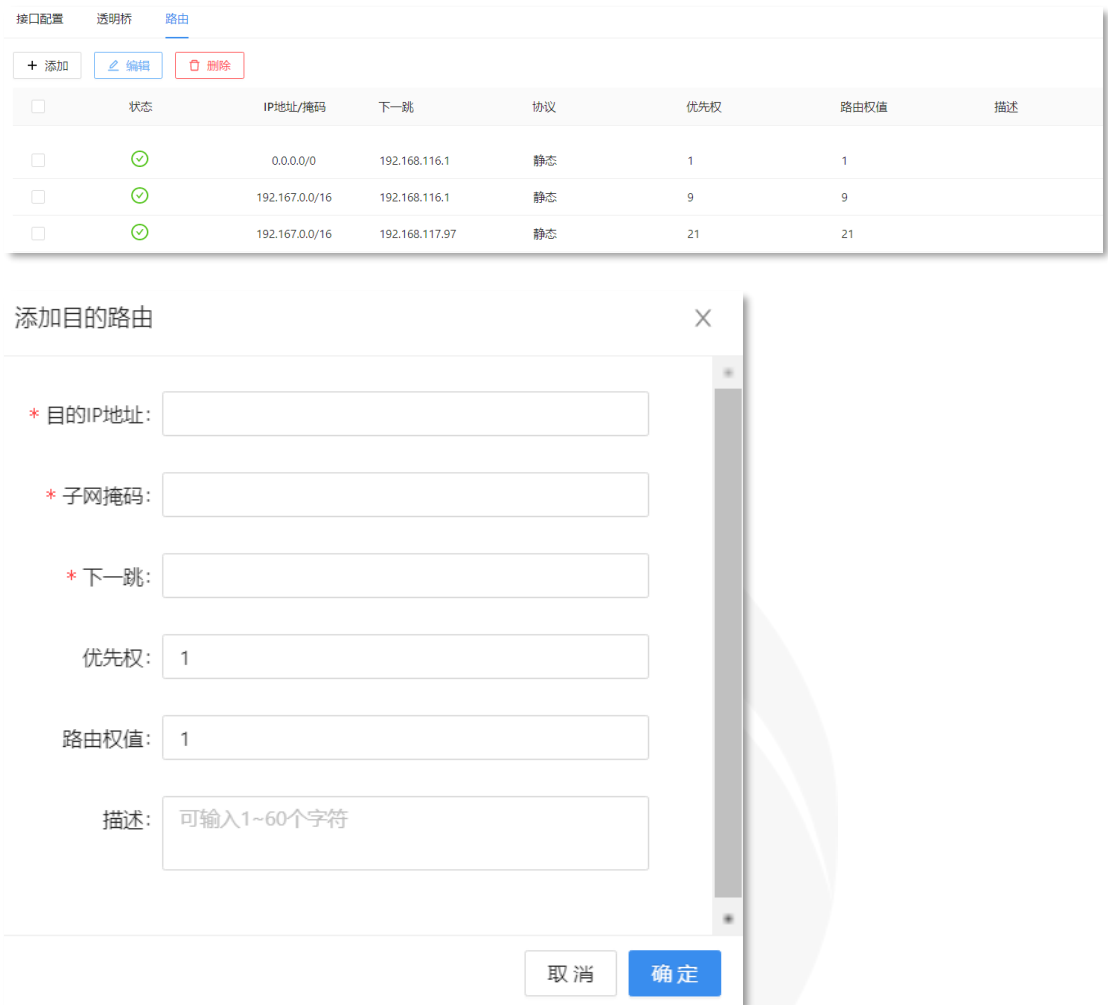 接口配置 透明桥 路由
+ 添加 编辑 删除
状态 IP地址/掩码 下一跳 协议 优先权 路由权值 描述
0.0.0.0/0 192.168.116.1 静态 1 1
192.167.0.0/16 192.168.116.1 静态 9 9
192.167.0.0/16 192.168.117.97 静态 21 21
添加目的路由
* 目的IP地址:
* 子网掩码:
* 下一跳:
优先权: 1
路由权值: 1
描述: 可输入1~60个字符
取消 确定